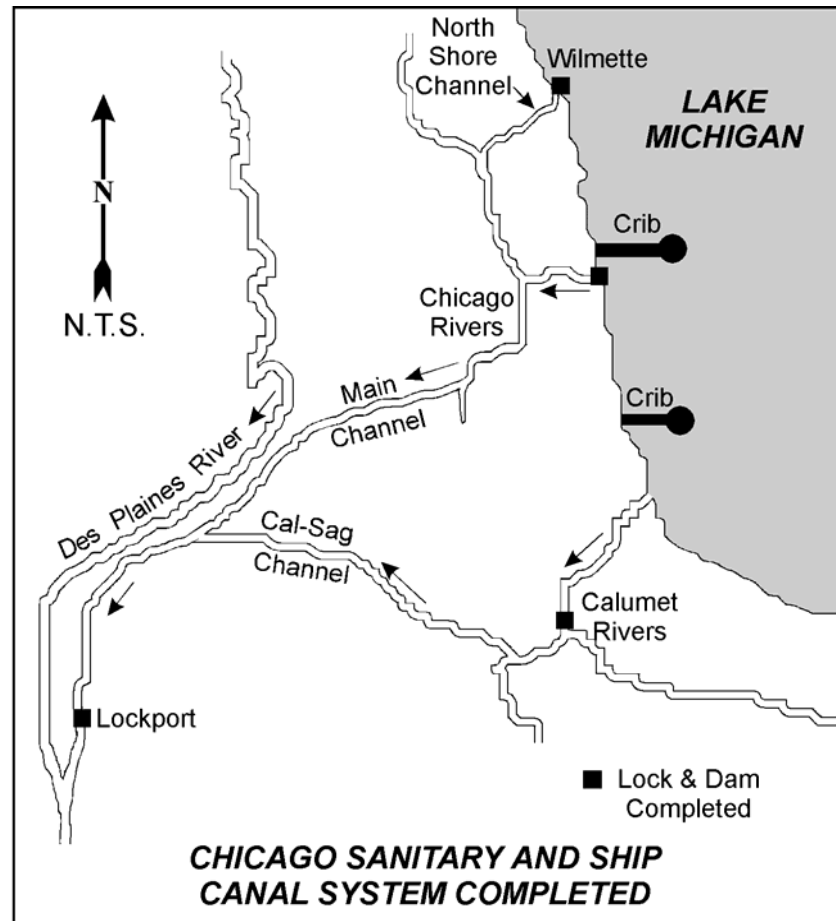 North
Shore
Channel
Wilmette
LAKE
MICHIGAN
N
N.T.S.
Crib
Chicago
Rivers
Main
Channel
Crib
Des Plaines River
Cal-Sag
Channel
Calumet
Rivers
Lockport
Lock & Dam
Completed
CHICAGO SANITARY AND SHIP
CANAL SYSTEM COMPLETED